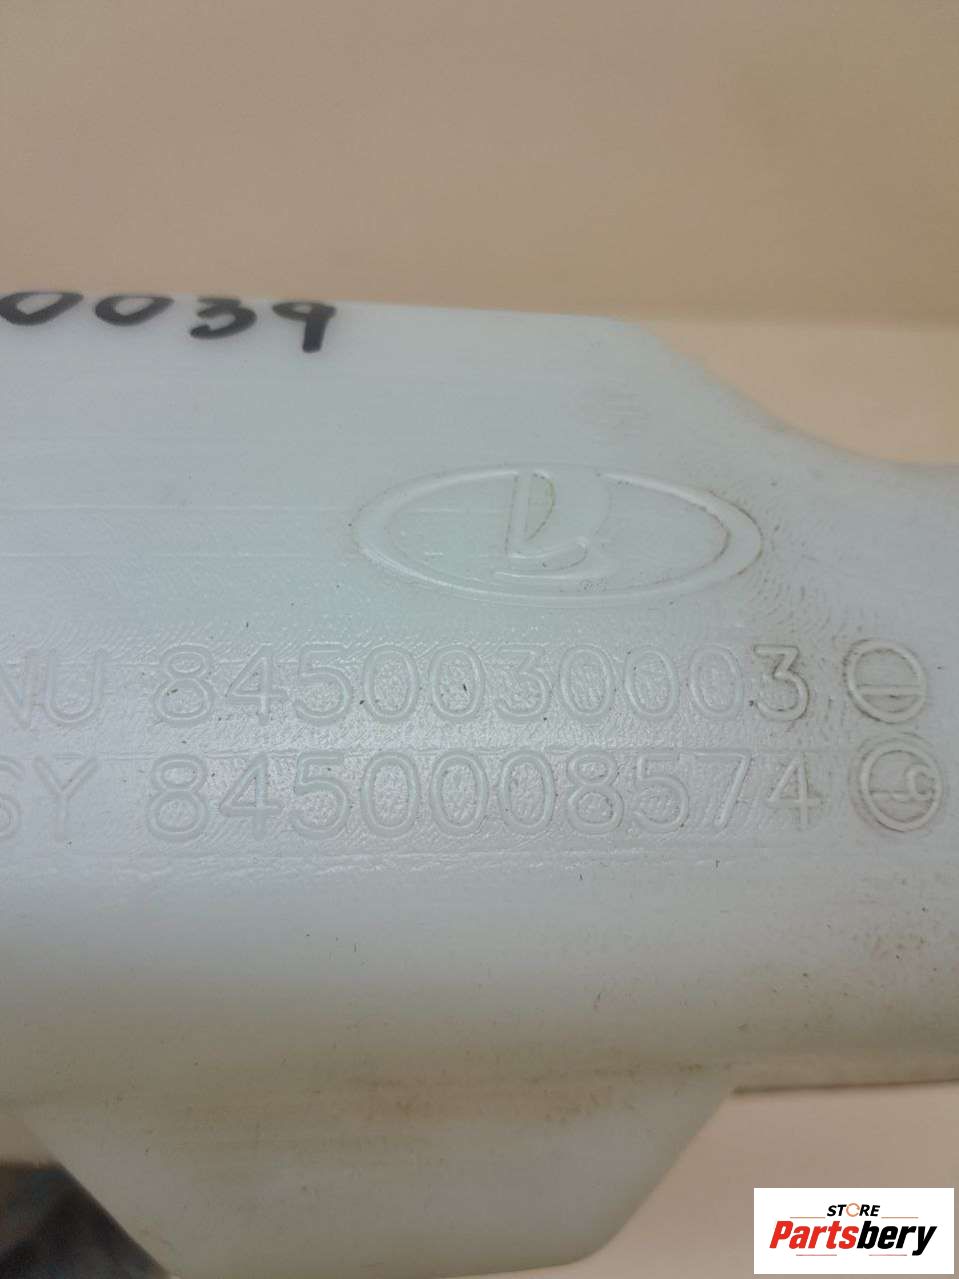 0039
NU 8450030003
SY 8450008574 C
STORE
Partsbery